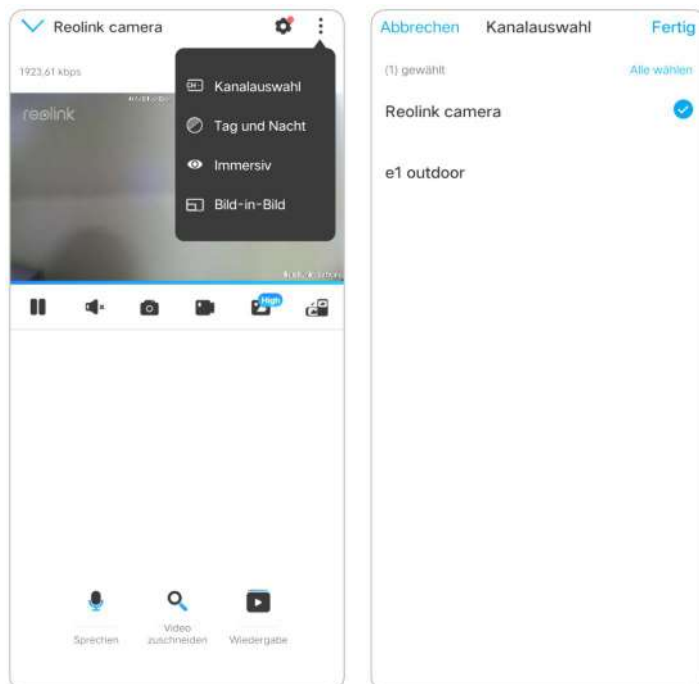 Reolink camera
1923,61 kbps
Kanalauswahl
Tag und Nacht
Immersiv
Bild-in-Bild
reolink
High
Sprechen
Video
zuschneiden
Wiedergabe
Abbrechen Kanalauswahl Fertig
(1) gewählt Alle wählen
Reolink camera
e1 outdoor